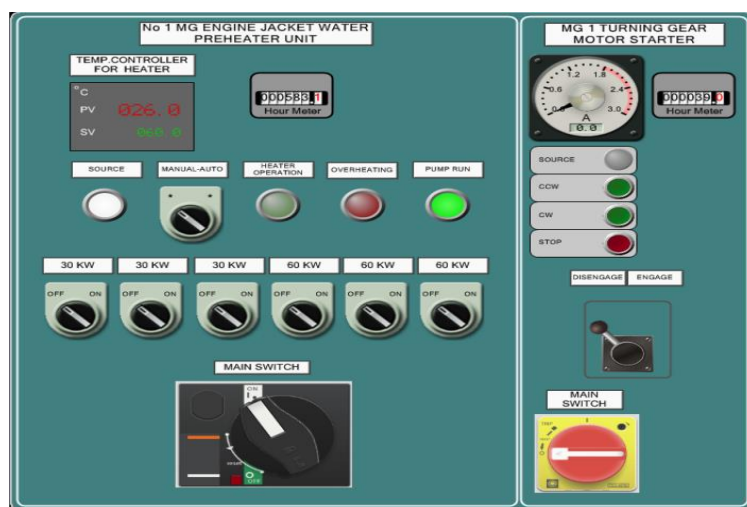 No 1 MG ENGINE JACKET WATER
PREHEATER UNIT
TEMP.CONTROLLER
FOR HEATER
°C
PV 026.0
SV 060.0
000583.1
Hour Meter
SOURCE
MANUAL-AUTO
HEATER
OPERATION
OVERHEATING
PUMP RUN
30 KW
30 KW
30 KW
60 KW
60 KW
60 KW
OFF ON
OFF ON
OFF ON
OFF ON
OFF ON
OFF ON
MAIN SWITCH
ON
I
O
OFF
MG 1 TURNING GEAR
MOTOR STARTER
0.6 1.2 1.8 2.4 3.0
A
0.0
000039.0
Hour Meter
SOURCE
CCW
CW
STOP
DISENGAGE ENGAGE
MAIN
SWITCH
I
O